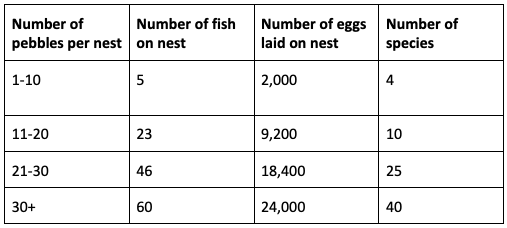 Number of pebbles per nest | Number of fish on nest | Number of eggs laid on nest | Number of species
1-10 | 5 | 2,000 | 4
11-20 | 23 | 9,200 | 10
21-30 | 46 | 18,400 | 25
30+ | 60 | 24,000 | 40